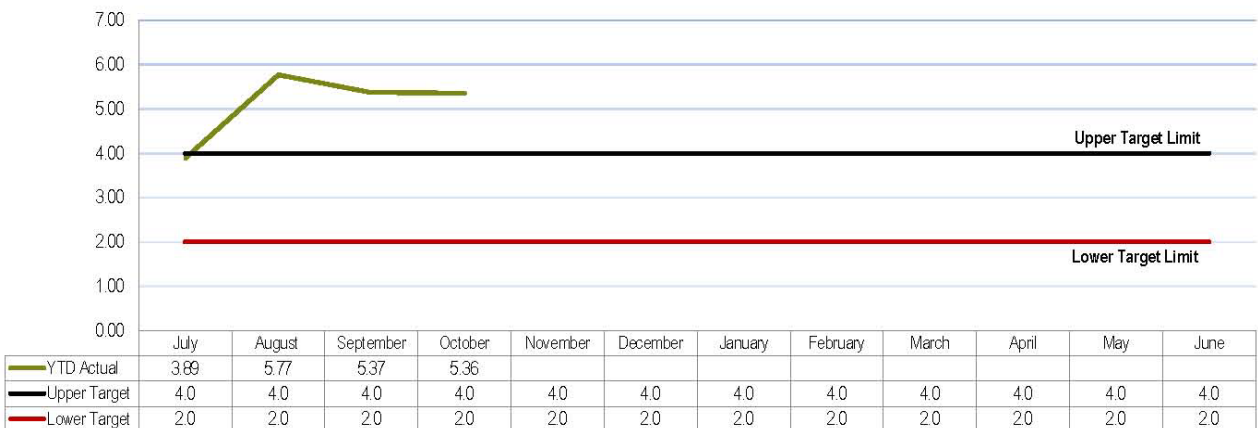 7.00
6.00
5.00
4.00
3.00
2.00
1.00
0.00
Upper Target Limit
Lower Target Limit
July August September October November December January February March April May June
YTD Actual 3.89 5.77 5.37 5.36
Upper Target 4.0 4.0 4.0 4.0 4.0 4.0 4.0 4.0 4.0 4.0 4.0 4.0
Lower Target 2.0 2.0 2.0 2.0 2.0 2.0 2.0 2.0 2.0 2.0 2.0 2.0